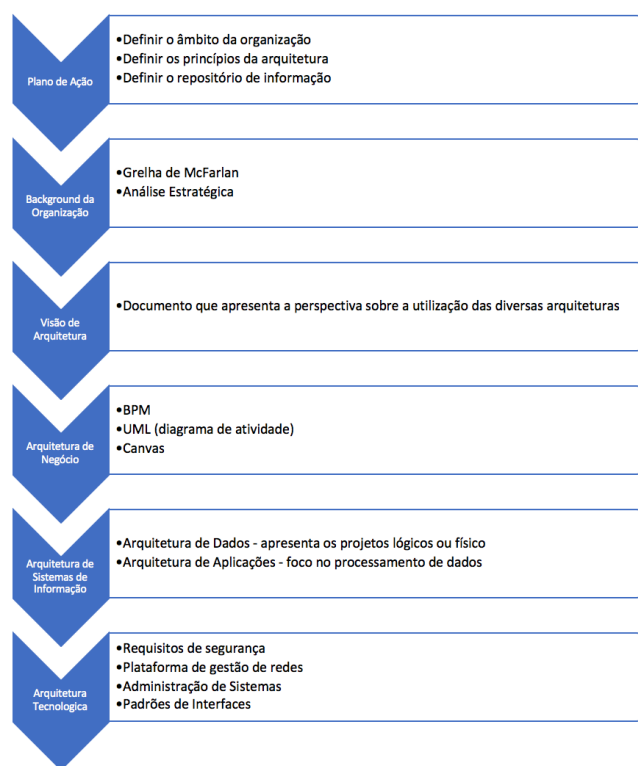 Plano de Ação
•Definir o âmbito da organização
•Definir os princípios da arquitetura
•Definir o repositório de informação
Background da
Organização
•Grelha de McFarlan
•Análise Estratégica
Visão de
Arquitetura
•Documento que apresenta a perspectiva sobre a utilização das diversas arquiteturas
Arquitetura de
Negócio
•BPM
•UML (diagrama de atividade)
•Canvas
Arquitetura de
Sistemas de
Informação
•Arquitetura de Dados - apresenta os projetos lógicos ou físico
•Arquitetura de Aplicações - foco no processamento de dados
Arquitetura
Tecnologica
•Requisitos de segurança
•Plataforma de gestão de redes
•Administração de Sistemas
•Padrões de Interfaces